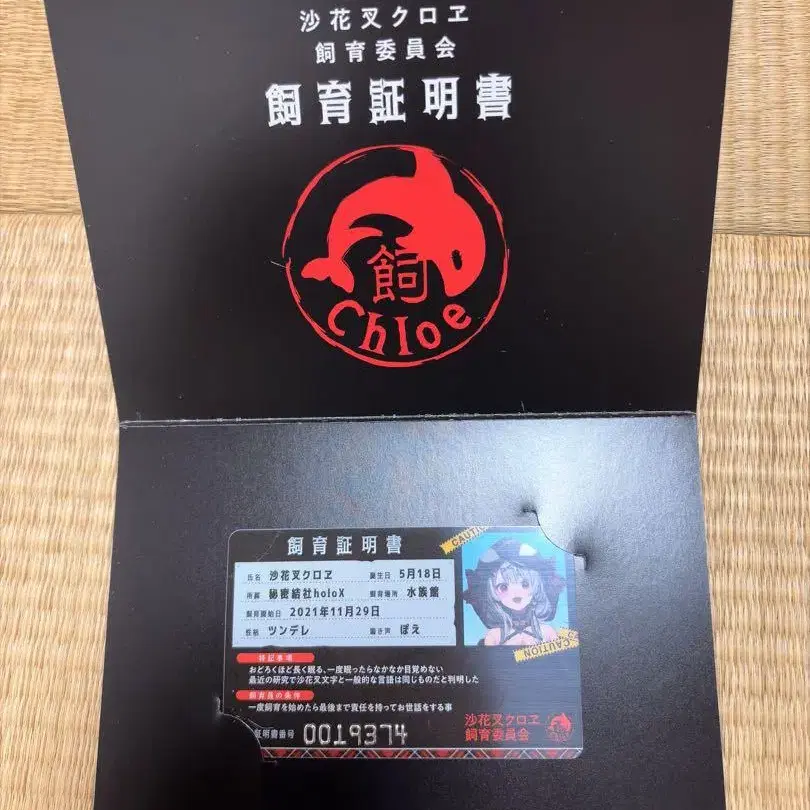 沙花叉クロヱ
飼育委員会
飼育証明書
飼
Chloe
飼育証明書
CAUTION
氏名 沙花叉クロヱ 誕生日 5月18日
所属 秘密結社holoX 飼育場所 水族館
飼育開始日 2021年11月29日
性格 ツンデレ 鳴き声 ぽえ
CAUTION
特記事項
おどろくほど長く眠る、一度眠ったらなかなか目覚めない
最近の研究で沙花叉文字と一般的な言語は同じものだと判明した
飼育員の条件
一度飼育を始めたら最後まで責任を持ってお世話をする事
証明書番号 0019374
沙花叉クロヱ
飼育委員会